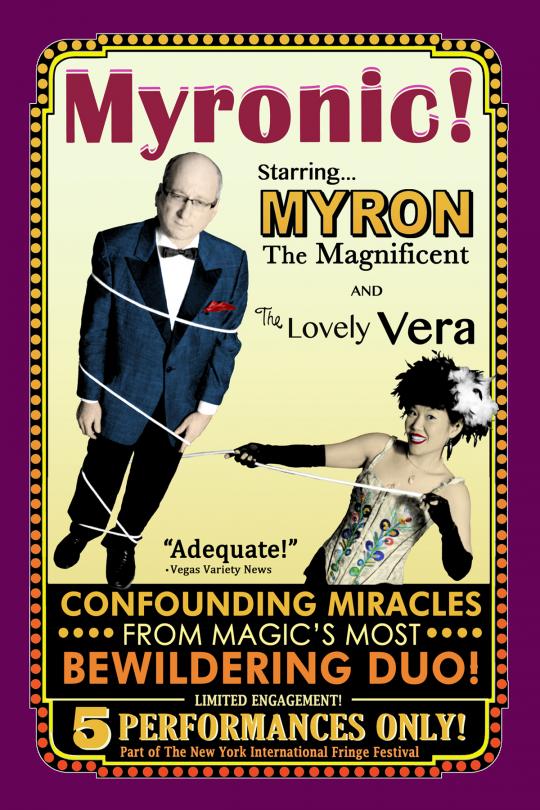 Myronic!
Starring...
MYRON
The Magnificent
AND
The Lovely Vera
"Adequate!"
• Vegas Variety News
CONFOUNDING MIRACLES
•••• FROM MAGIC'S MOST ••••
BEWILDERING DUO!
LIMITED ENGAGEMENT!
5 PERFORMANCES ONLY!
Part of The New York International Fringe Festival